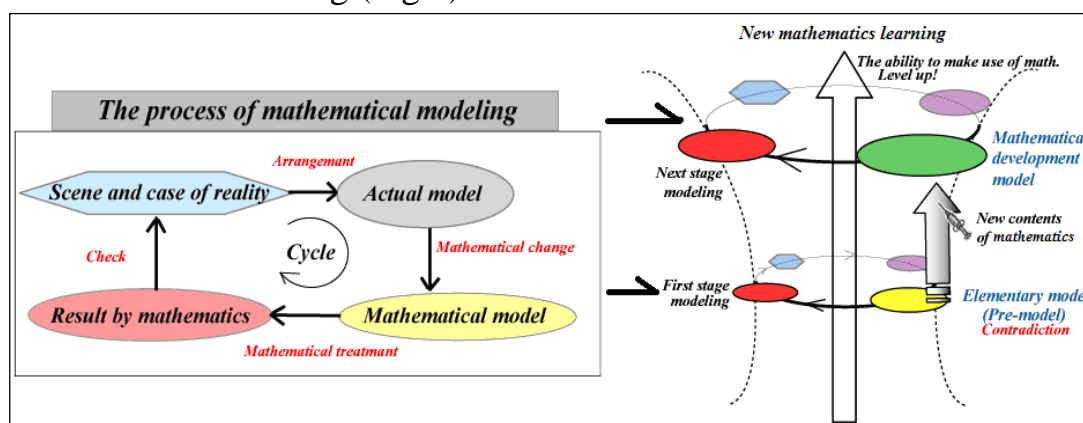 The process of mathematical modeling
Arrangemant
Scene and case of reality
Actual model
Check
Cycle
Mathematical change
Result by mathematics
Mathematical model
Mathematical treatmant
New mathematics learning
The ability to make use of math.
Level up!
Mathematica
development
model
Next stage
modeling
New contents
of mathematics
First stage
modeling
Elementary mode
(Pre-model)
Contradiction